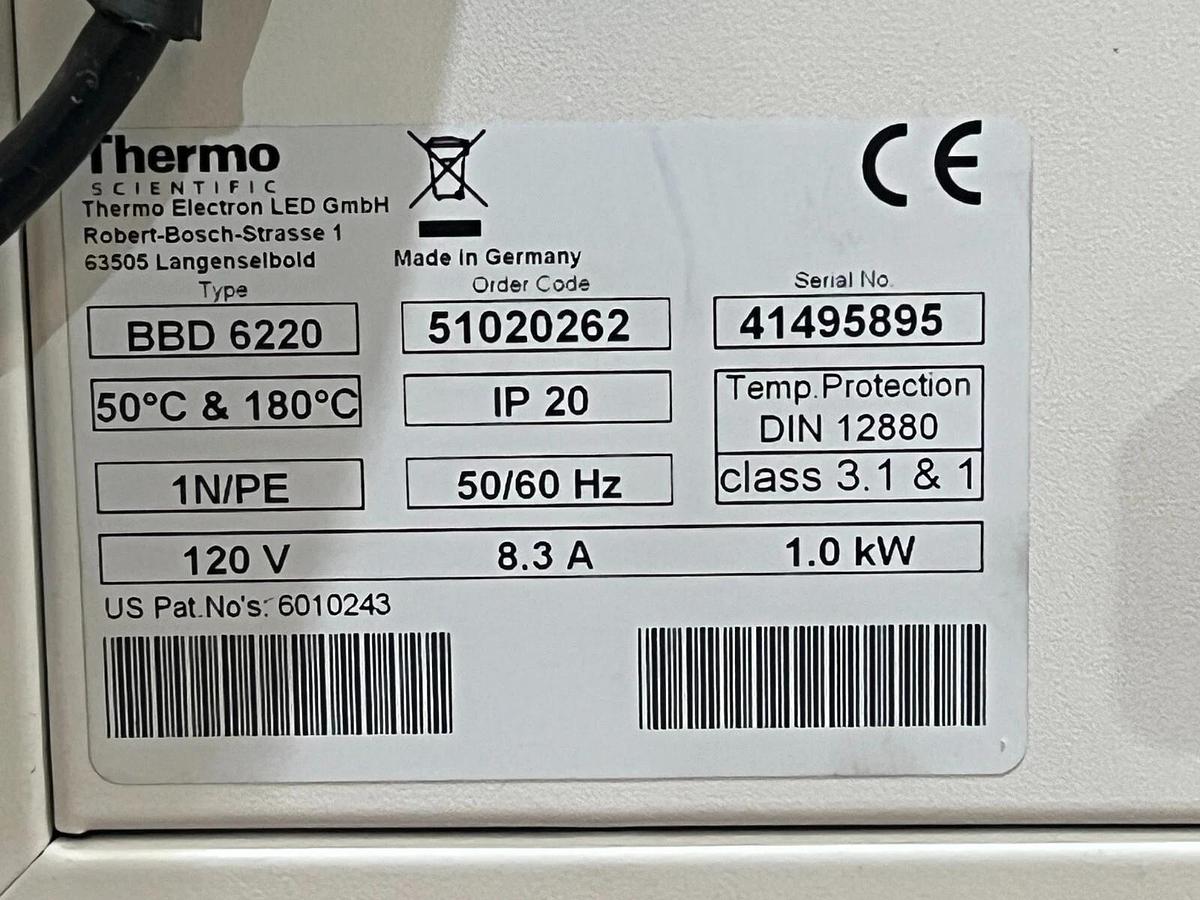 Thermo
SCIENTIFIC
Thermo Electron LED GmbH
Robert-Bosch-Strasse 1
63505 Langenselbold
Made in Germany
CE
Type
Order Code
Serial No.
BBD 6220
51020262
41495895
50°C & 180°C
IP 20
Temp.Protection
DIN 12880
class 3.1 & 1
1N/PE
50/60 Hz
120 V 8.3 A 1.0 kW
US Pat.No's: 6010243